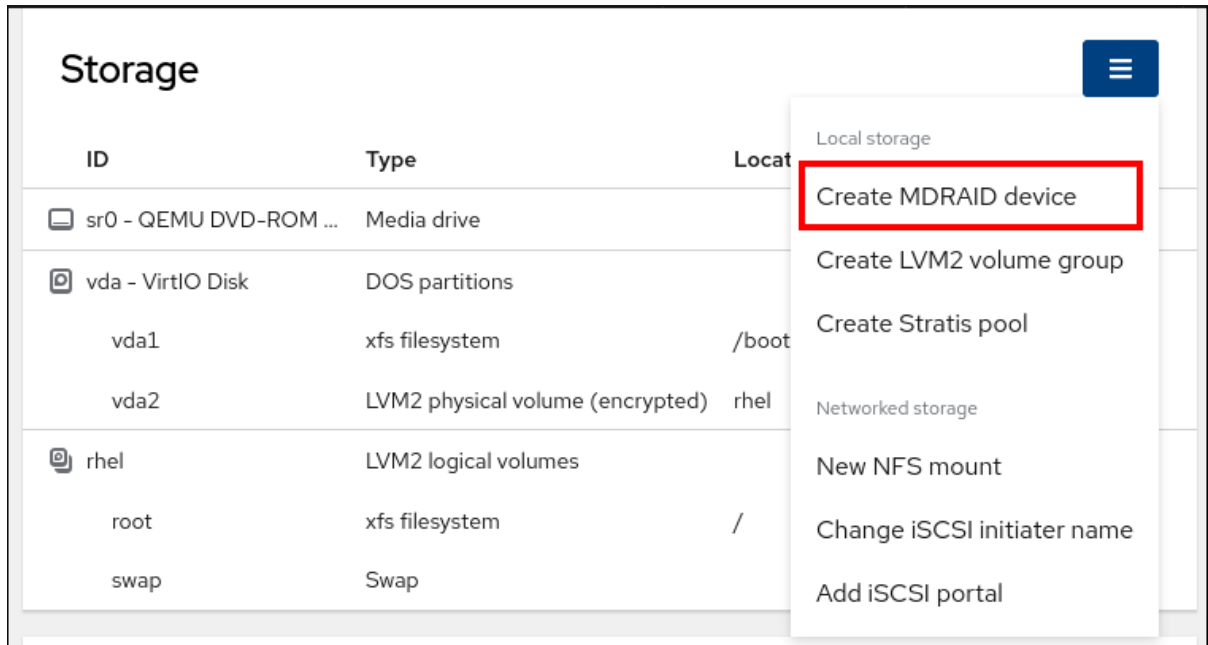 Storage
ID Type Locat
sr0 - QEMU DVD-ROM ... Media drive
vda - VirtIO Disk DOS partitions
vda1 xfs filesystem /boot
vda2 LVM2 physical volume (encrypted) rhel
rhel LVM2 logical volumes
root xfs filesystem /
swap Swap
Local storage
Create MDRAID device
Create LVM2 volume group
Create Stratis pool
Networked storage
New NFS mount
Change iSCSI initiater name
Add iSCSI portal